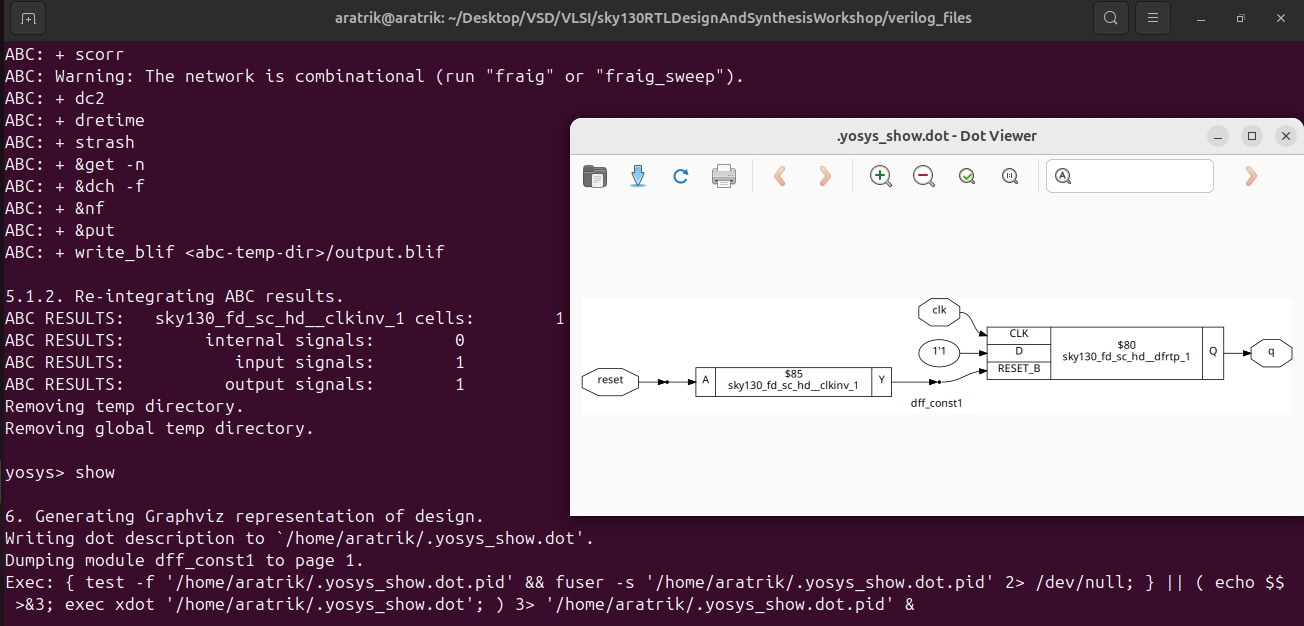 aratrik@aratrik: ~/Desktop/VSD/VLSI/sky130RTLDesignAndSynthesisWorkshop/verilog_files
ABC: + scorr
ABC: Warning: The network is combinational (run "fraig" or "fraig_sweep").
ABC: + dc2
ABC: + dretime
ABC: + strash
ABC: + &get -n
ABC: + &dch -f
ABC: + &nf
ABC: + &put
ABC: + write_blif <abc-temp-dir>/output.blif
5.1.2. Re-integrating ABC results.
ABC RESULTS:   sky130_fd_sc_hd__clkinv_1 cells:        1
ABC RESULTS:        internal signals:        0
ABC RESULTS:           input signals:        1
ABC RESULTS:          output signals:        1
Removing temp directory.
Removing global temp directory.
yosys> show
6. Generating Graphviz representation of design.
Writing dot description to `/home/aratrik/.yosys_show.dot'.
Dumping module dff_const1 to page 1.
Exec: { test -f '/home/aratrik/.yosys_show.dot.pid' && fuser -s '/home/aratrik/.yosys_show.dot.pid' 2> /dev/null; } || ( echo $$
 >&3; exec xdot '/home/aratrik/.yosys_show.dot'; ) 3> '/home/aratrik/.yosys_show.dot.pid' &
.yosys_show.dot - Dot Viewer
reset
A
$85
sky130_fd_sc_hd__clkinv_1
Y
clk
1'1
CLK
D
RESET_B
$80
sky130_fd_sc_hd__dfrtp_1
Q
q
dff_const1